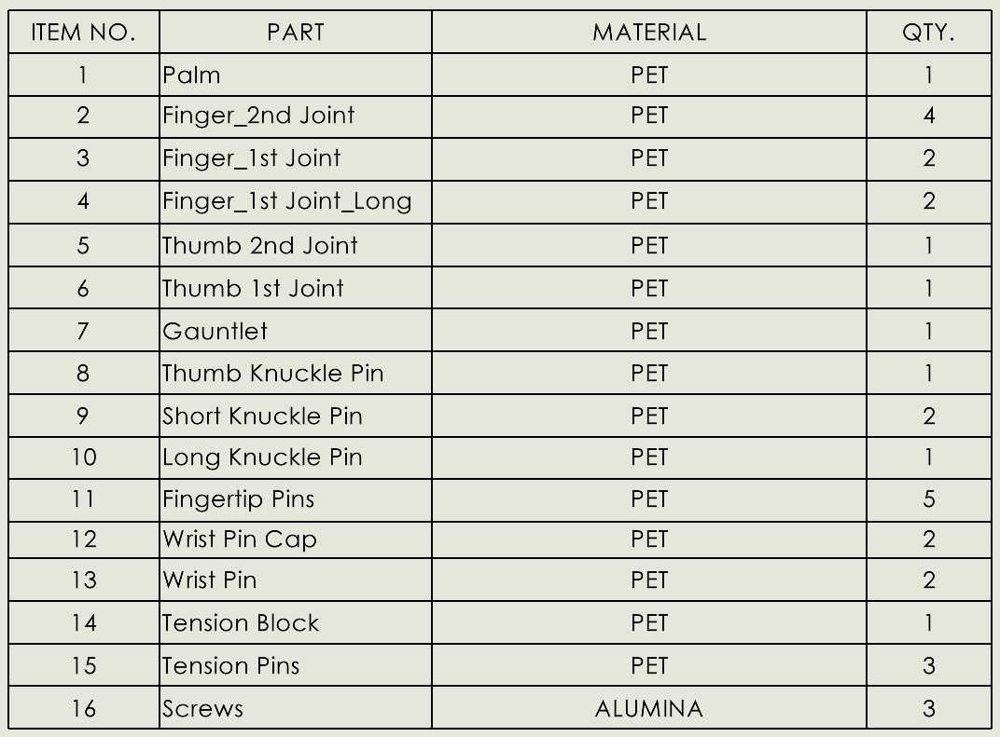 ITEM NO. PART MATERIAL QTY.
1 Palm PET 1
2 Finger_2nd Joint PET 4
3 Finger_1st Joint PET 2
4 Finger_1st Joint_Long PET 2
5 Thumb 2nd Joint PET 1
6 Thumb 1st Joint PET 1
7 Gauntlet PET 1
8 Thumb Knuckle Pin PET 1
9 Short Knuckle Pin PET 2
10 Long Knuckle Pin PET 1
11 Fingertip Pins PET 5
12 Wrist Pin Cap PET 2
13 Wrist Pin PET 2
14 Tension Block PET 1
15 Tension Pins PET 3
16 Screws ALUMINA 3